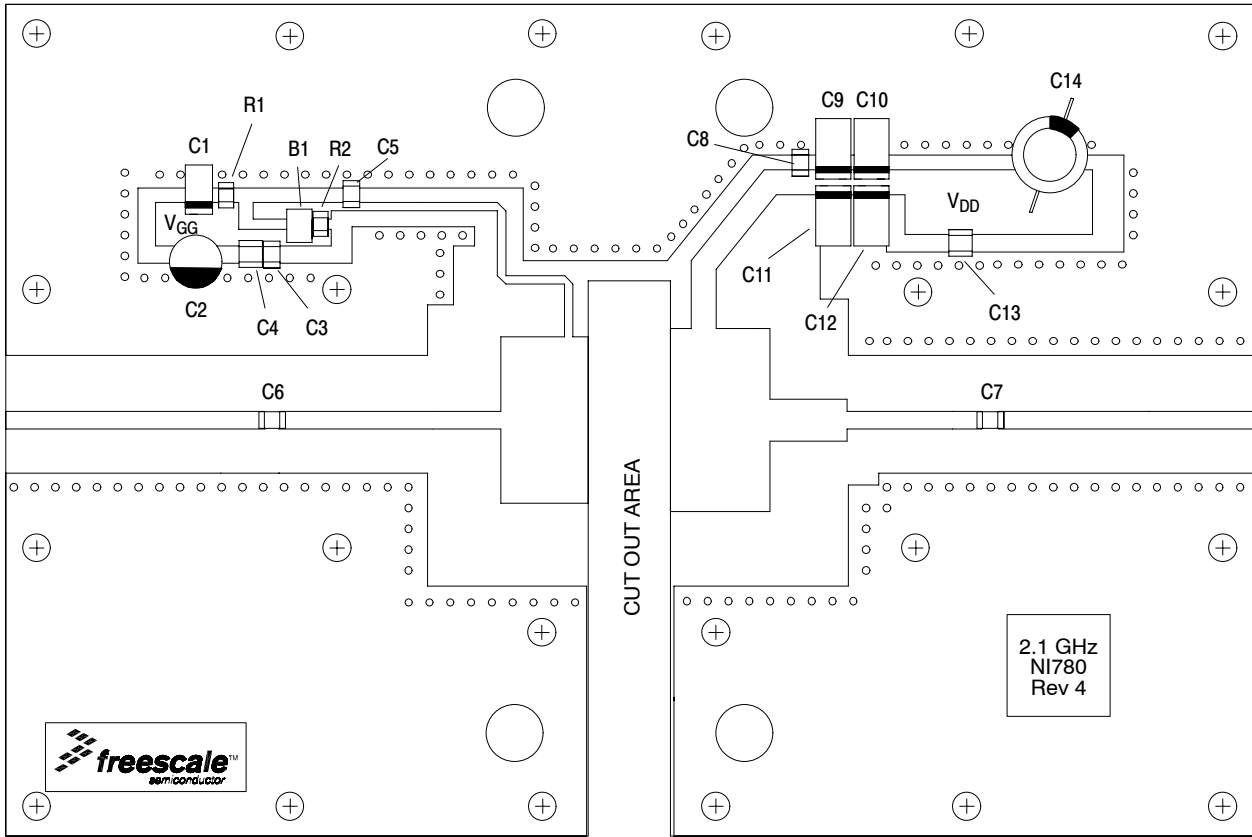 C14
C9 C10
R1
C1
C8
B1 R2 C5
VGG
VDD
C11
C2
C4 C3
C12
C13
C6
C7
CUT OUT AREA
2.1 GHz
NI780
Rev 4
freescale™
semiconductor